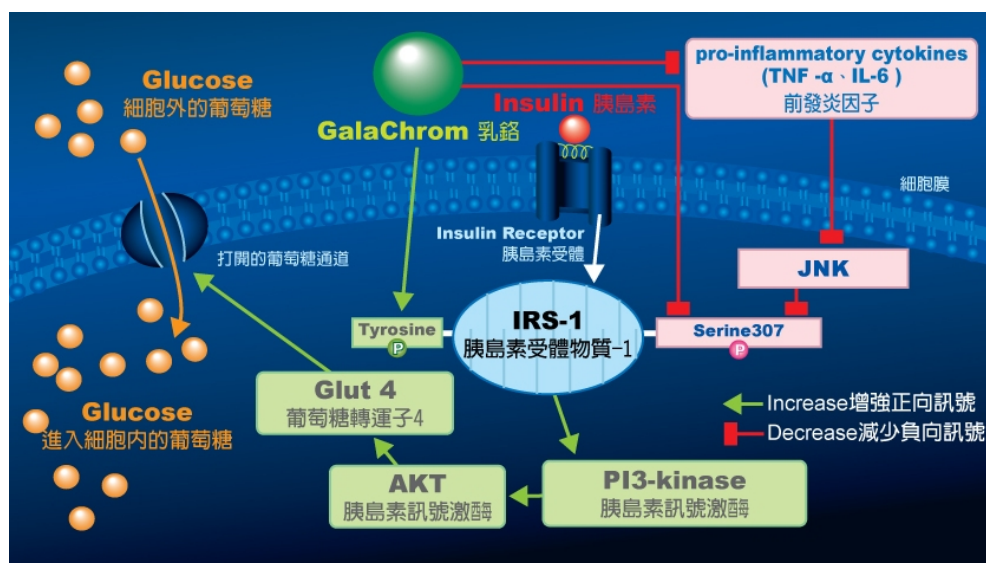 Glucose
細胞外的葡萄糖
GalaChrom 乳鉻
Insulin 胰島素
pro-inflammatory cytokines
(TNF -α、IL-6 )
前發炎因子
細胞膜
Insulin Receptor
胰島素受體
打開的葡萄糖通道
JNK
Tyrosine
P
IRS-1
胰島素受體物質-1
Serine307
P
Glut 4
葡萄糖轉運子4
Glucose
進入細胞內的葡萄糖
AKT
胰島素訊號激酶
PI3-kinase
胰島素訊號激酶
Increase增強正向訊號
Decrease減少負向訊號